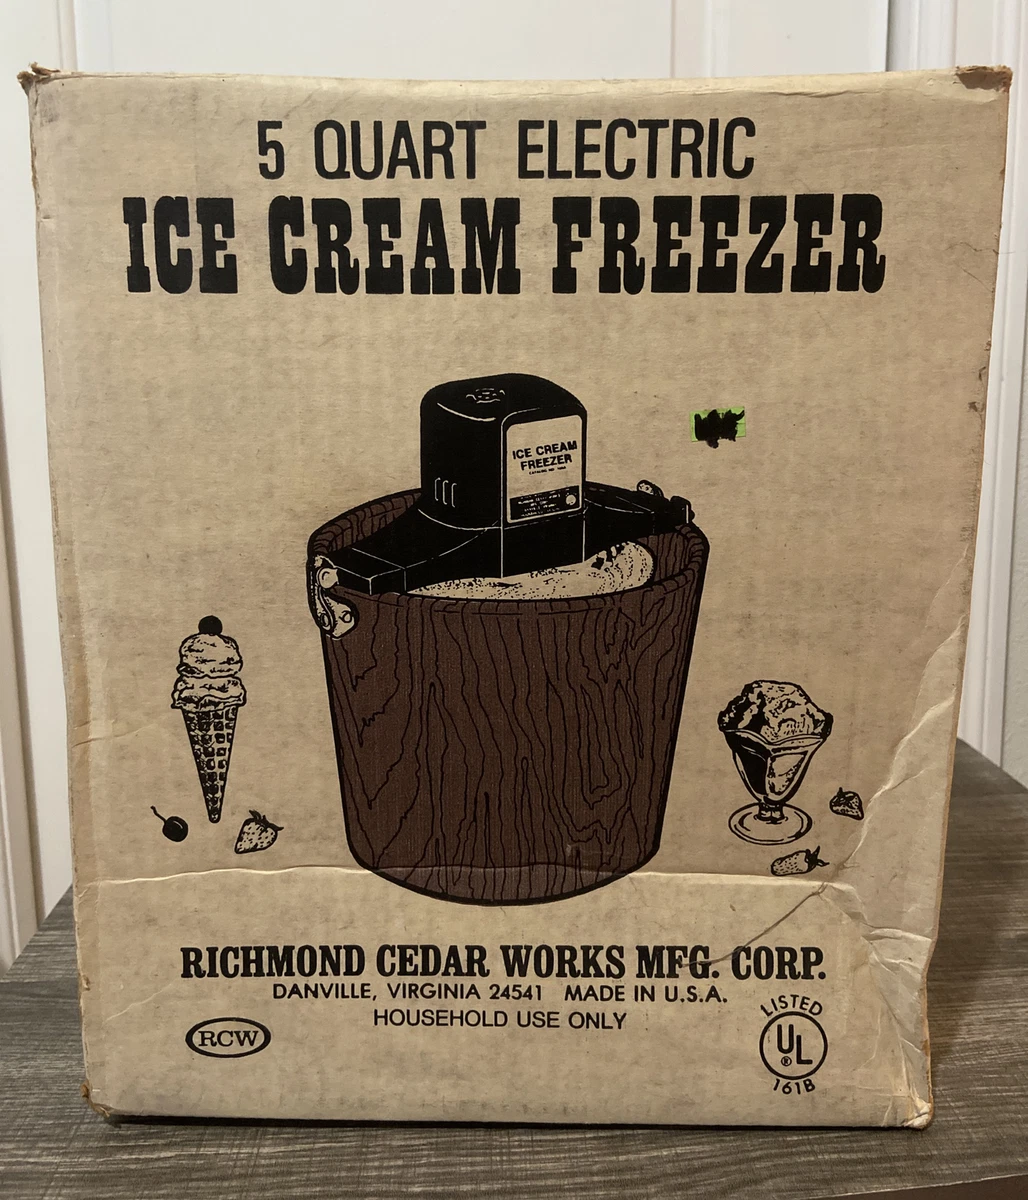 5 QUART ELECTRIC
ICE CREAM FREEZER
ICE CREAM
FREEZER
RICHMOND CEDAR WORKS MFG. CORP.
DANVILLE, VIRGINIA 24541 MADE IN U.S.A.
HOUSEHOLD USE ONLY
RCW
LISTED
UL
®
161B